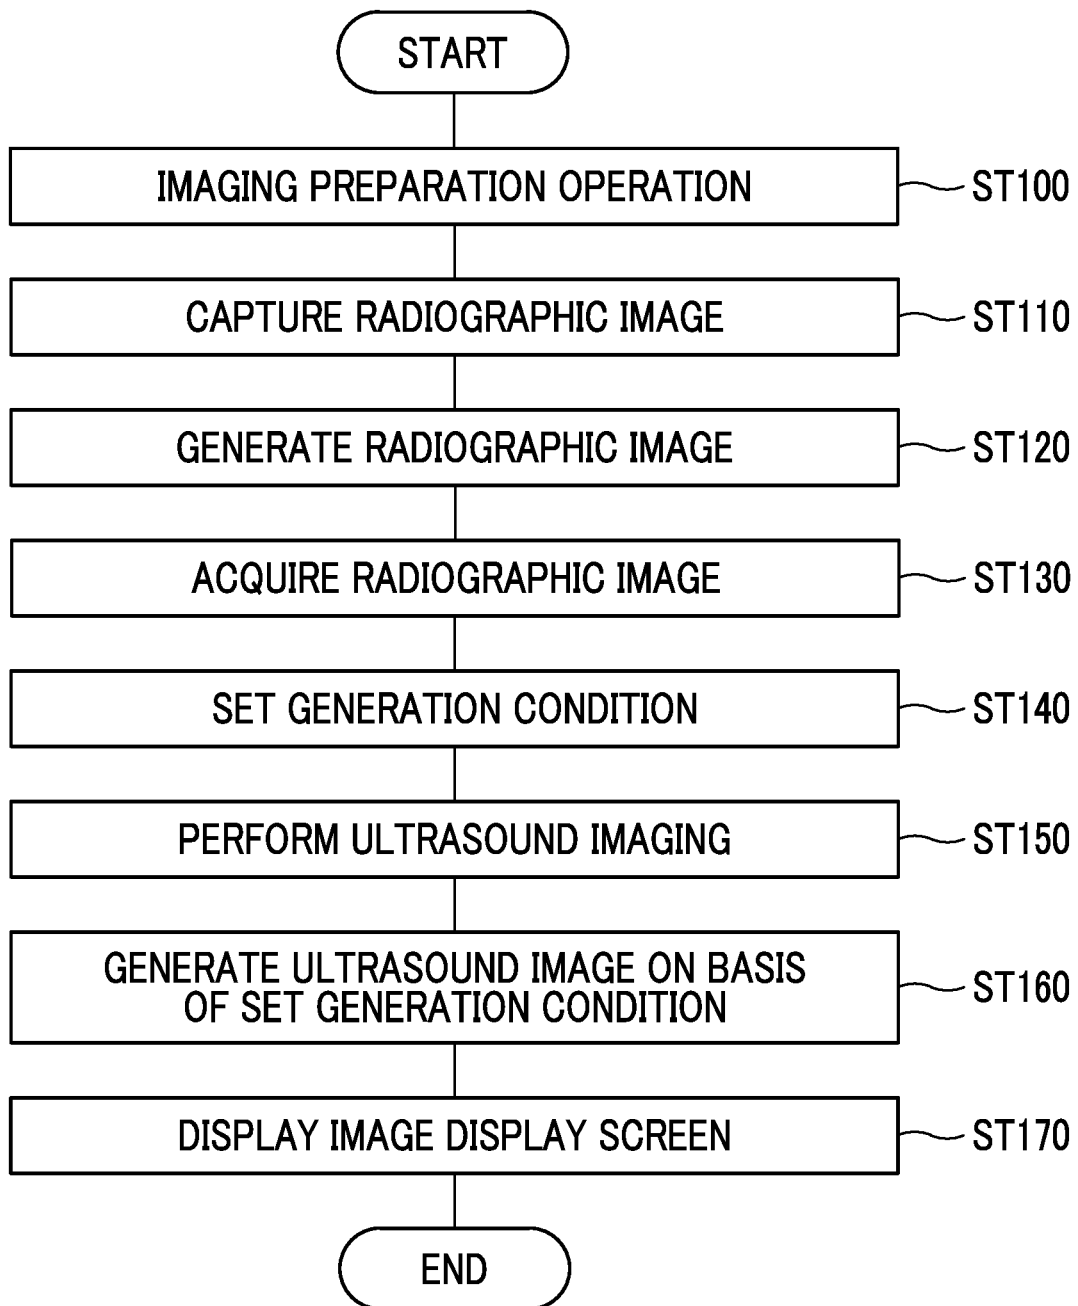 START
IMAGING PREPARATION OPERATION
ST100
CAPTURE RADIOGRAPHIC IMAGE
ST110
GENERATE RADIOGRAPHIC IMAGE
ST120
ACQUIRE RADIOGRAPHIC IMAGE
ST130
SET GENERATION CONDITION
ST140
PERFORM ULTRASOUND IMAGING
ST150
GENERATE ULTRASOUND IMAGE ON BASIS
OF SET GENERATION CONDITION
ST160
DISPLAY IMAGE DISPLAY SCREEN
ST170
END